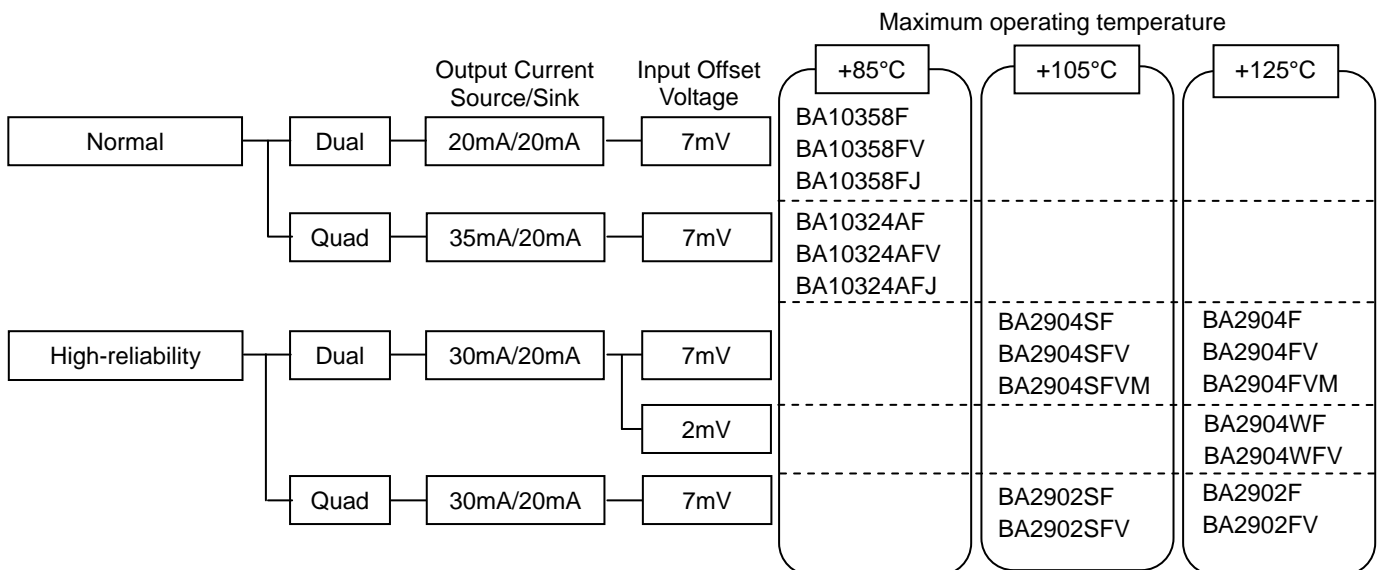 Maximum operating temperature
Output Current
Source/Sink
Input Offset
Voltage
+85°C
+105°C
+125°C
Normal
Dual
20mA/20mA
7mV
BA10358F
BA10358FV
BA10358FJ
Quad
35mA/20mA
7mV
BA10324AF
BA10324AFV
BA10324AFJ
High-reliability
Dual
30mA/20mA
7mV
BA2904SF
BA2904SFV
BA2904SFVM
BA2904F
BA2904FV
BA2904FVM
2mV
BA2904WF
BA2904WFV
Quad
30mA/20mA
7mV
BA2902SF
BA2902SFV
BA2902F
BA2902FV